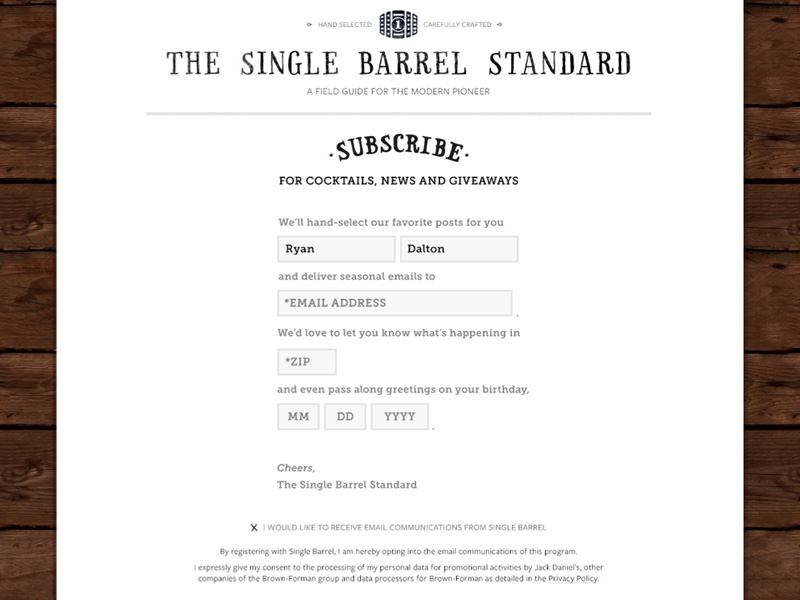 HAND SELECTED 1 CAREFULLY CRAFTED
THE SINGLE BARREL STANDARD
A FIELD GUIDE FOR THE MODERN PIONEER
·SUBSCRIBE·
FOR COCKTAILS, NEWS AND GIVEAWAYS
We'll hand-select our favorite posts for you
Ryan Dalton
and deliver seasonal emails to
*EMAIL ADDRESS .
We'd love to let you know what's happening in
*ZIP
and even pass along greetings on your birthday,
MM DD YYYY .
Cheers,
The Single Barrel Standard
X I WOULD LIKE TO RECEIVE EMAIL COMMUNICATIONS FROM SINGLE BARREL
By registering with Single Barrel, I am hereby opting into the email communications of this program.
I expressly give my consent to the processing of my personal data for promotional activities by Jack Daniel's, other
companies of the Brown-Forman group and data processors for Brown-Forman as detailed in the Privacy Policy.